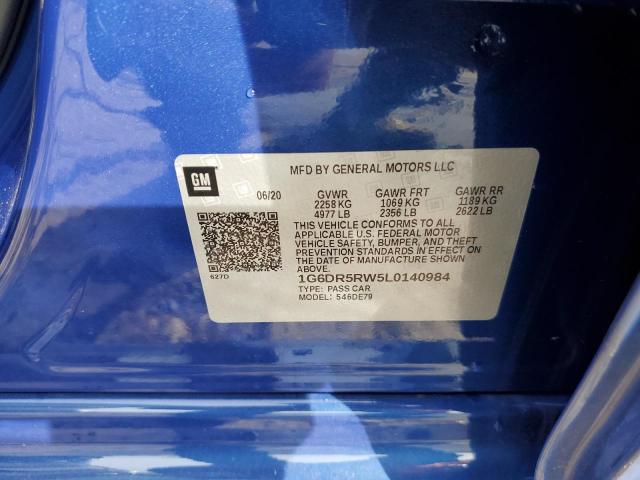 MFD BY GENERAL MOTORS LLC
GM
06/20 GVWR GAWR FRT GAWR RR
2258 KG 1069 KG 1189 KG
4977 LB 2356 LB 2622 LB
THIS VEHICLE CONFORMS TO ALL
APPLICABLE U.S. FEDERAL MOTOR
VEHICLE SAFETY, BUMPER, AND THEFT
PREVENTION STANDARDS IN EFFECT ON
THE DATE OF MANUFACTURE SHOWN
ABOVE.
627D
1G6DR5RW5L0140984
TYPE: PASS CAR
MODEL: 546DE79